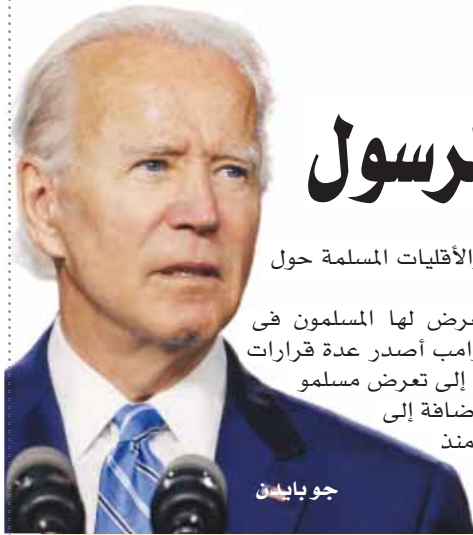 رسول
الأقليات المسلمة حول
رض لها المسلمون فى
امب أصدر عدة قرارات
إلى تعرض مسلمو
ضافة إلى
منذ
جو بايدن